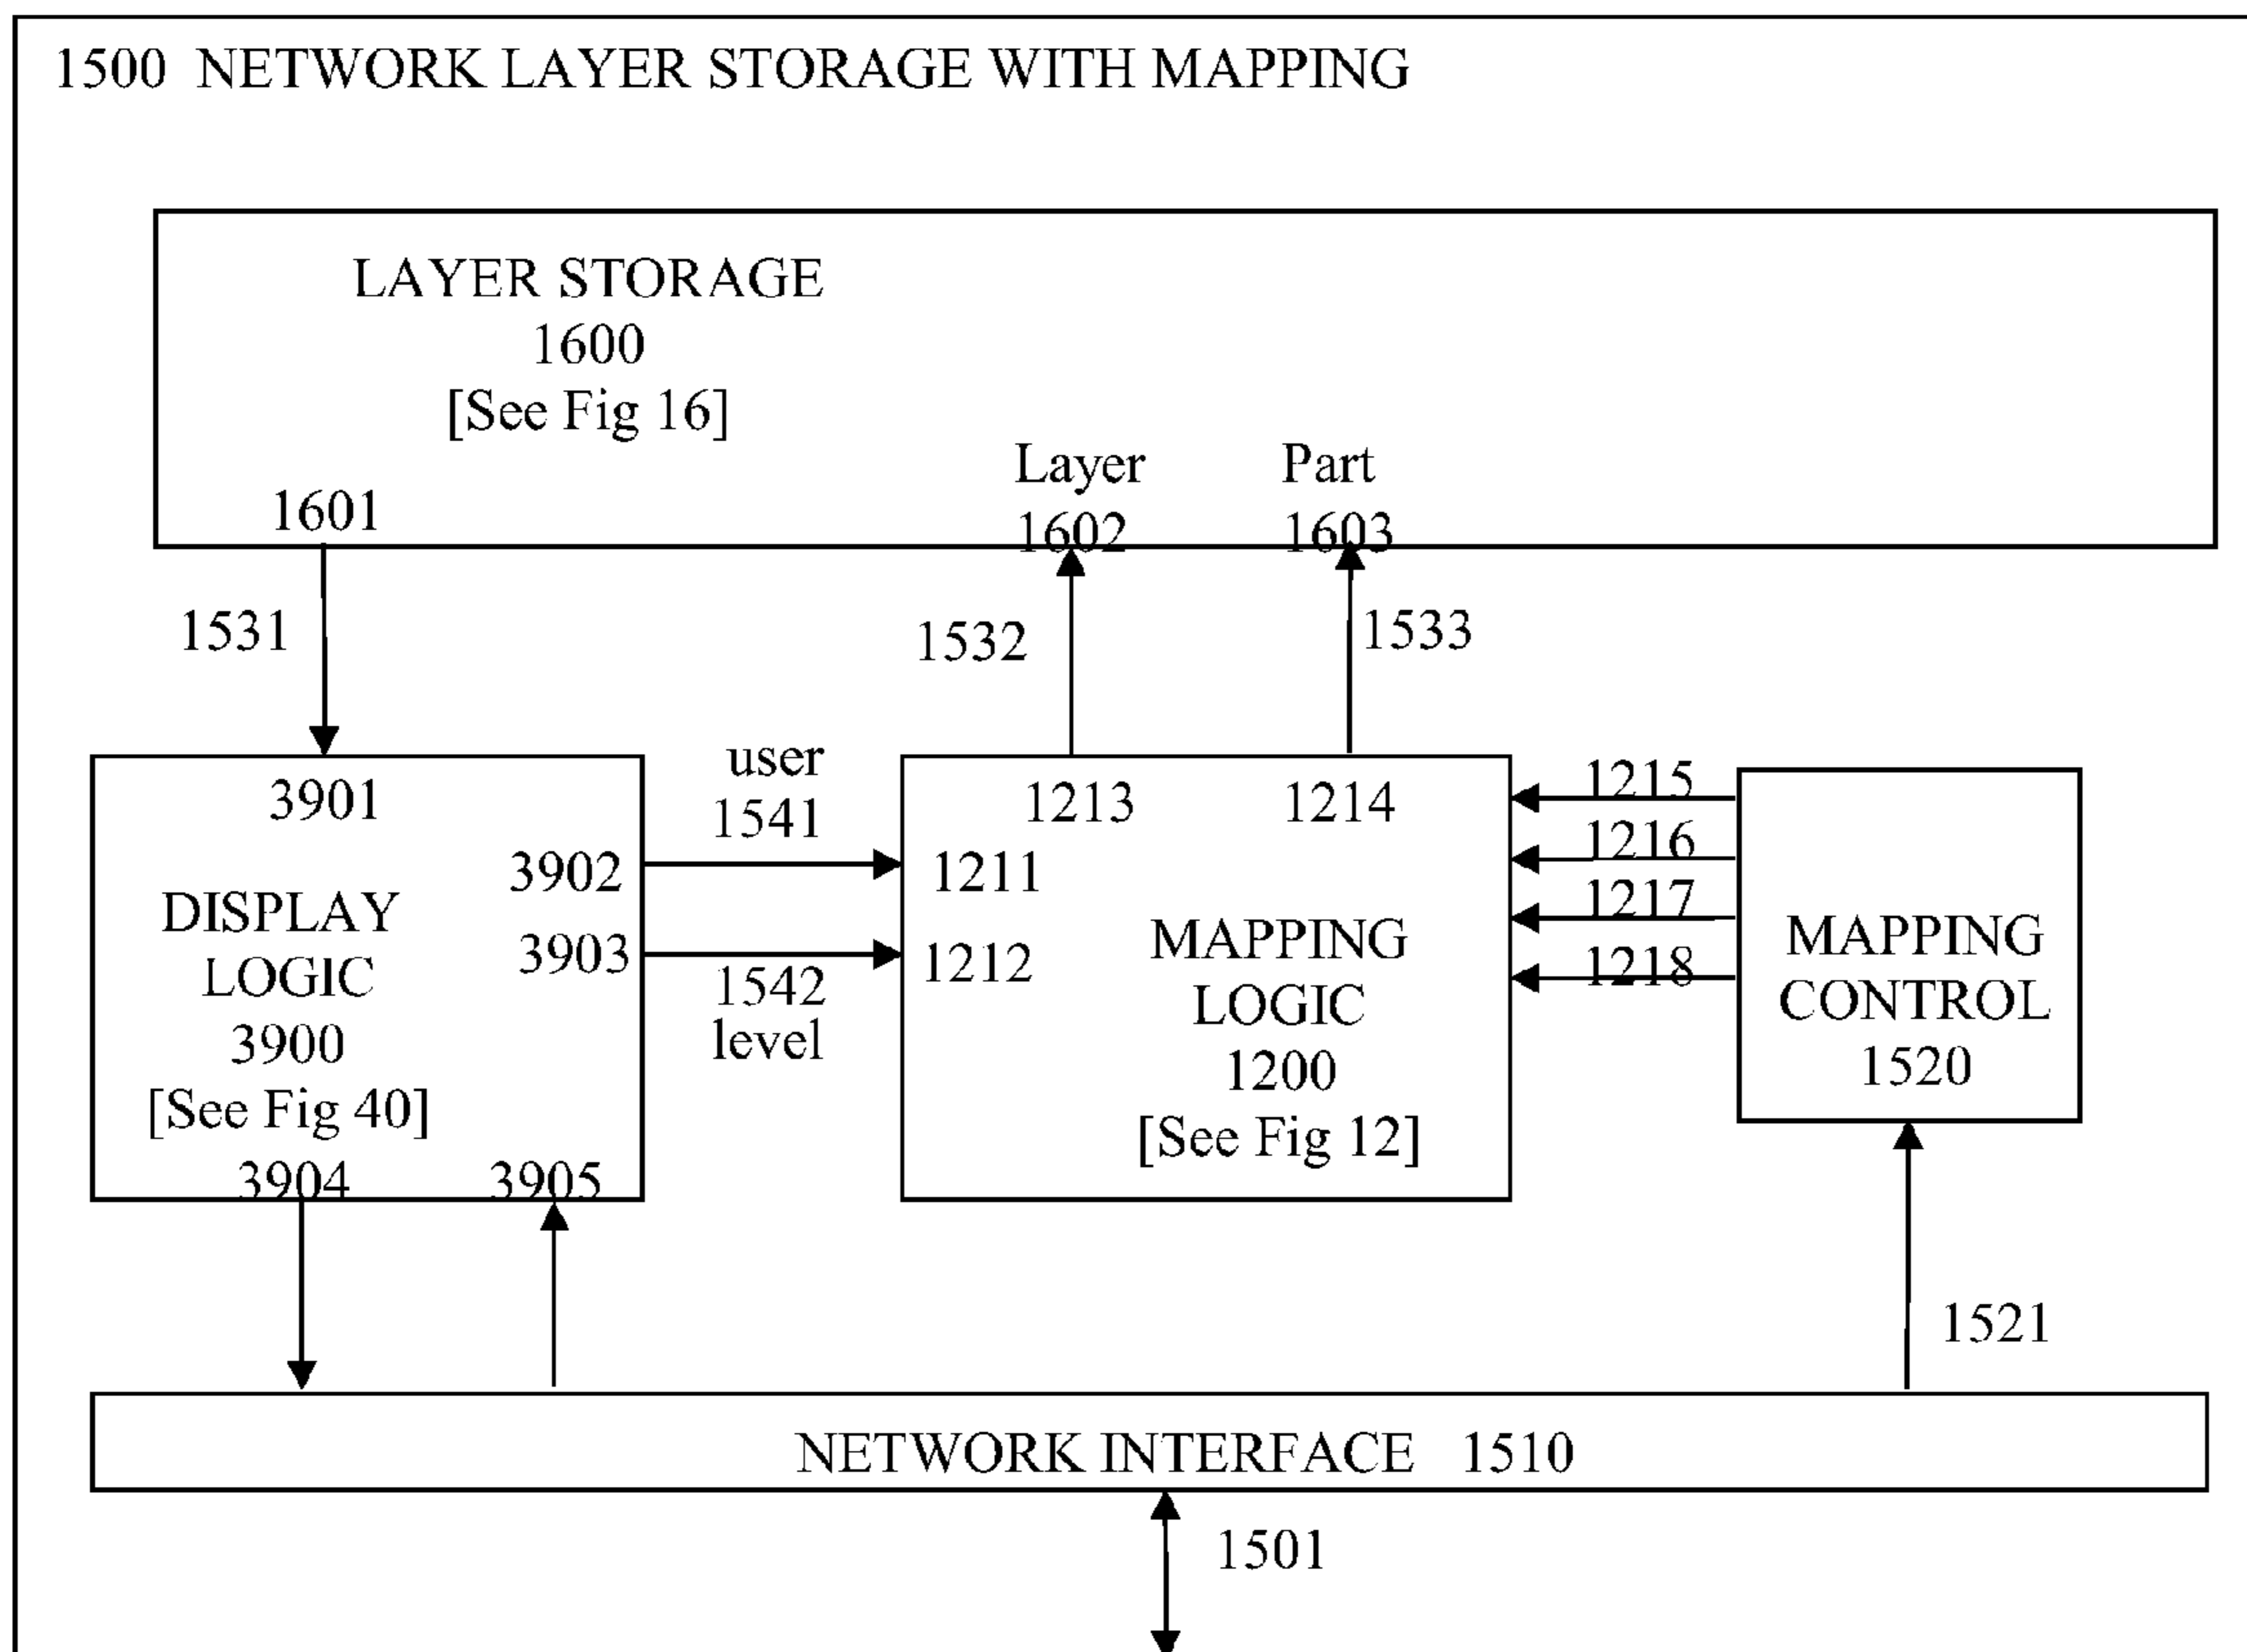 1500 NETWORK LAYER STORAGE WITH MAPPING
LAYER STORAGE
1600
[See Fig 16]
Layer
Part
1601
1602
1603
1531
1532
1533
user
1541
3901
1213
1214
1215
1216
1217
1218
3902
1211
3903
1212
1542
level
DISPLAY
LOGIC
3900
[See Fig 40]
3904
3905
MAPPING
LOGIC
1200
[See Fig 12]
MAPPING
CONTROL
1520
1521
NETWORK INTERFACE 1510
1501